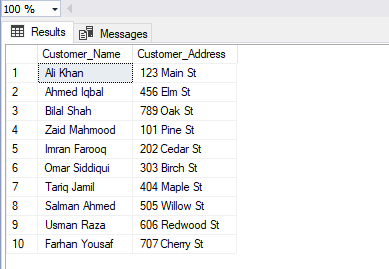 100 %
Results Messages
Customer_Name Customer_Address
1 Ali Khan 123 Main St
2 Ahmed Iqbal 456 Elm St
3 Bilal Shah 789 Oak St
4 Zaid Mahmood 101 Pine St
5 Imran Farooq 202 Cedar St
6 Omar Siddiqui 303 Birch St
7 Tariq Jamil 404 Maple St
8 Salman Ahmed 505 Willow St
9 Usman Raza 606 Redwood St
10 Farhan Yousaf 707 Cherry St